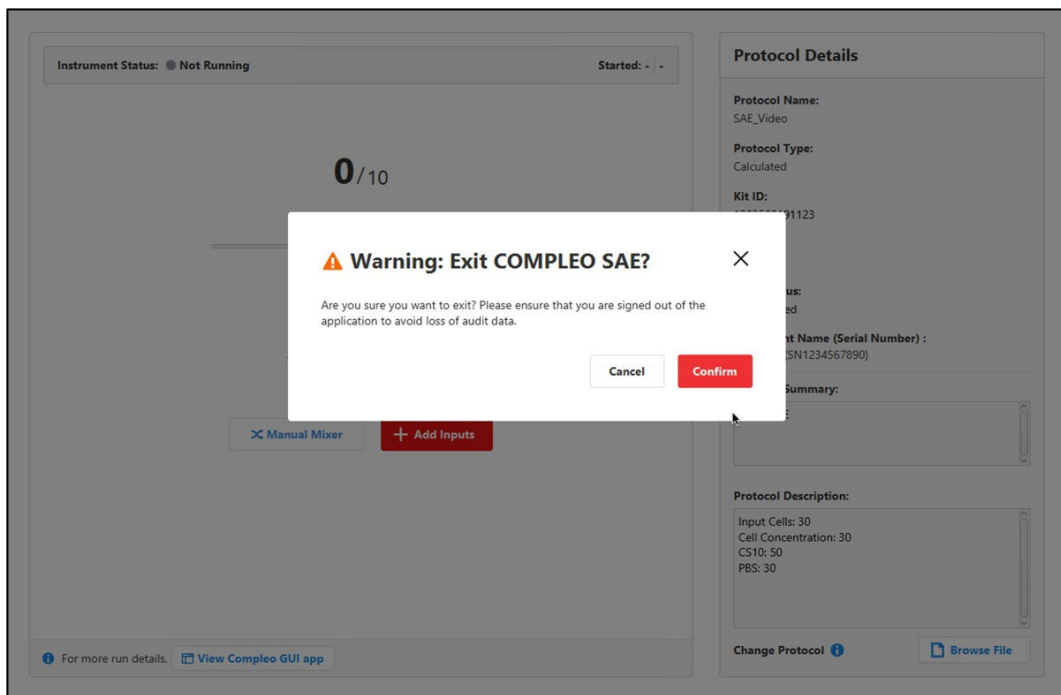 Instrument Status: Not Running
Started: - -
0/10
Manual Mixer
Add Inputs
For more run details,
View Compleo GUI app
Warning: Exit COMPLEO SAE?
Are you sure you want to exit? Please ensure that you are signed out of the
application to avoid loss of audit data.
Cancel
Confirm
Protocol Details
Protocol Name:
SAE_Video
Protocol Type:
Calculated
Kit ID:
91123
(SN1234567890)
Name (Serial Number) :
Summary:
Protocol Description:
Input Cells: 30
Cell Concentration: 30
CS10: 50
PBS: 30
Change Protocol
Browse File